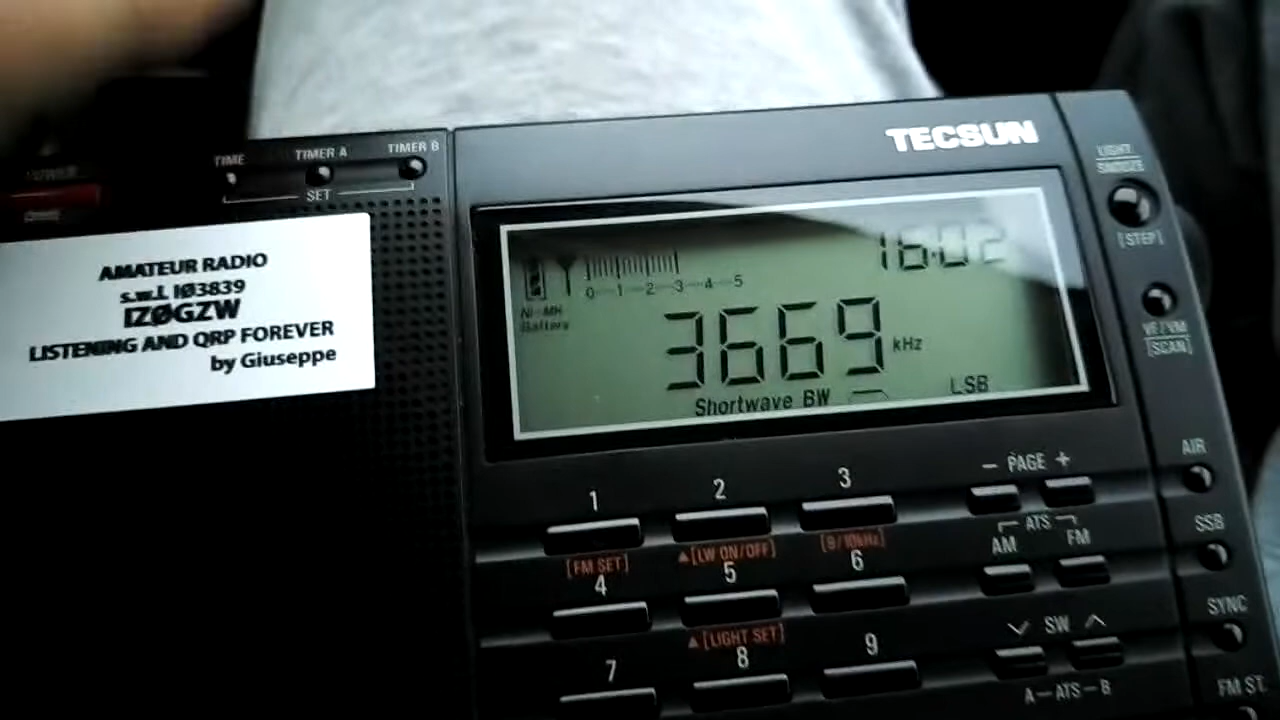 TECSUN
LIGHT
SNOOZE
[STEP]
TIME
TIMER A
TIMER B
SET
POWER
AMATEUR RADIO
s.w.l. IØ3839
IZØGZW
LISTENING AND QRP FOREVER
by Giuseppe
16:02
0 1 2 3 4 5
Ni-MH
Battery
3669 kHz
Shortwave BW
LSB
VF/VM
[SCAN]
AIR
1 2 3
- PAGE +
[FM SET]
[LW ON/OFF]
[9/10kHz]
ATS
AM FM
SSB
4 5 6
[LIGHT SET]
SW
SYNC
7 8 9
A-ATS-B
FM ST.